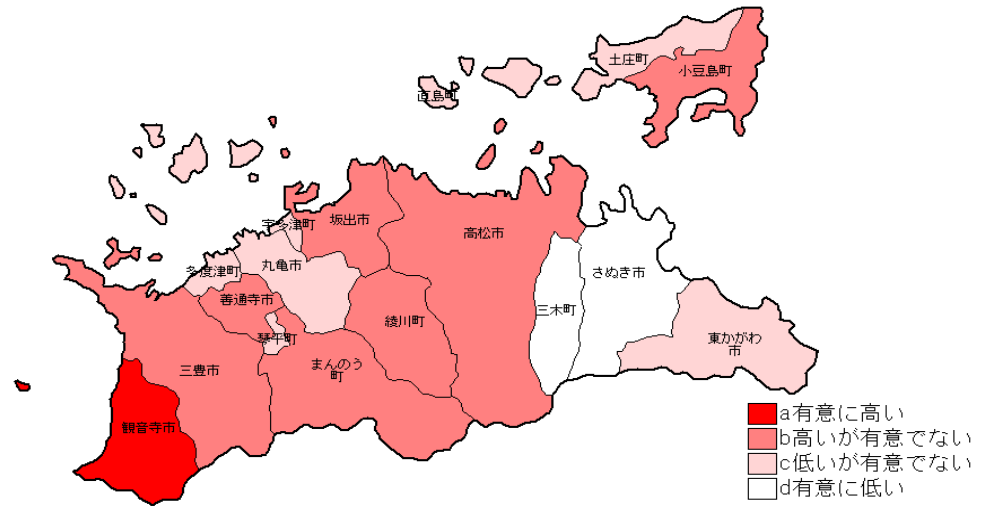 土庄町
小豆島町
直島町
宇多津町
坂出市
高松市
多度津町
丸亀市
さぬき市
善通寺市
三木町
綾川町
琴平町
東かがわ
市
まんのう
町
三豊市
観音寺市
a有意に高い
b高いが有意でない
c低いが有意でない
d有意に低い